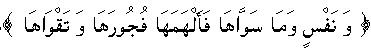 ﴿ وَ نَفْسٍ وَمَا سَوَّاهَا فَأَلْهَمَهَا فُجُورَهَا وَ تَقْوَاهَا ﴾،